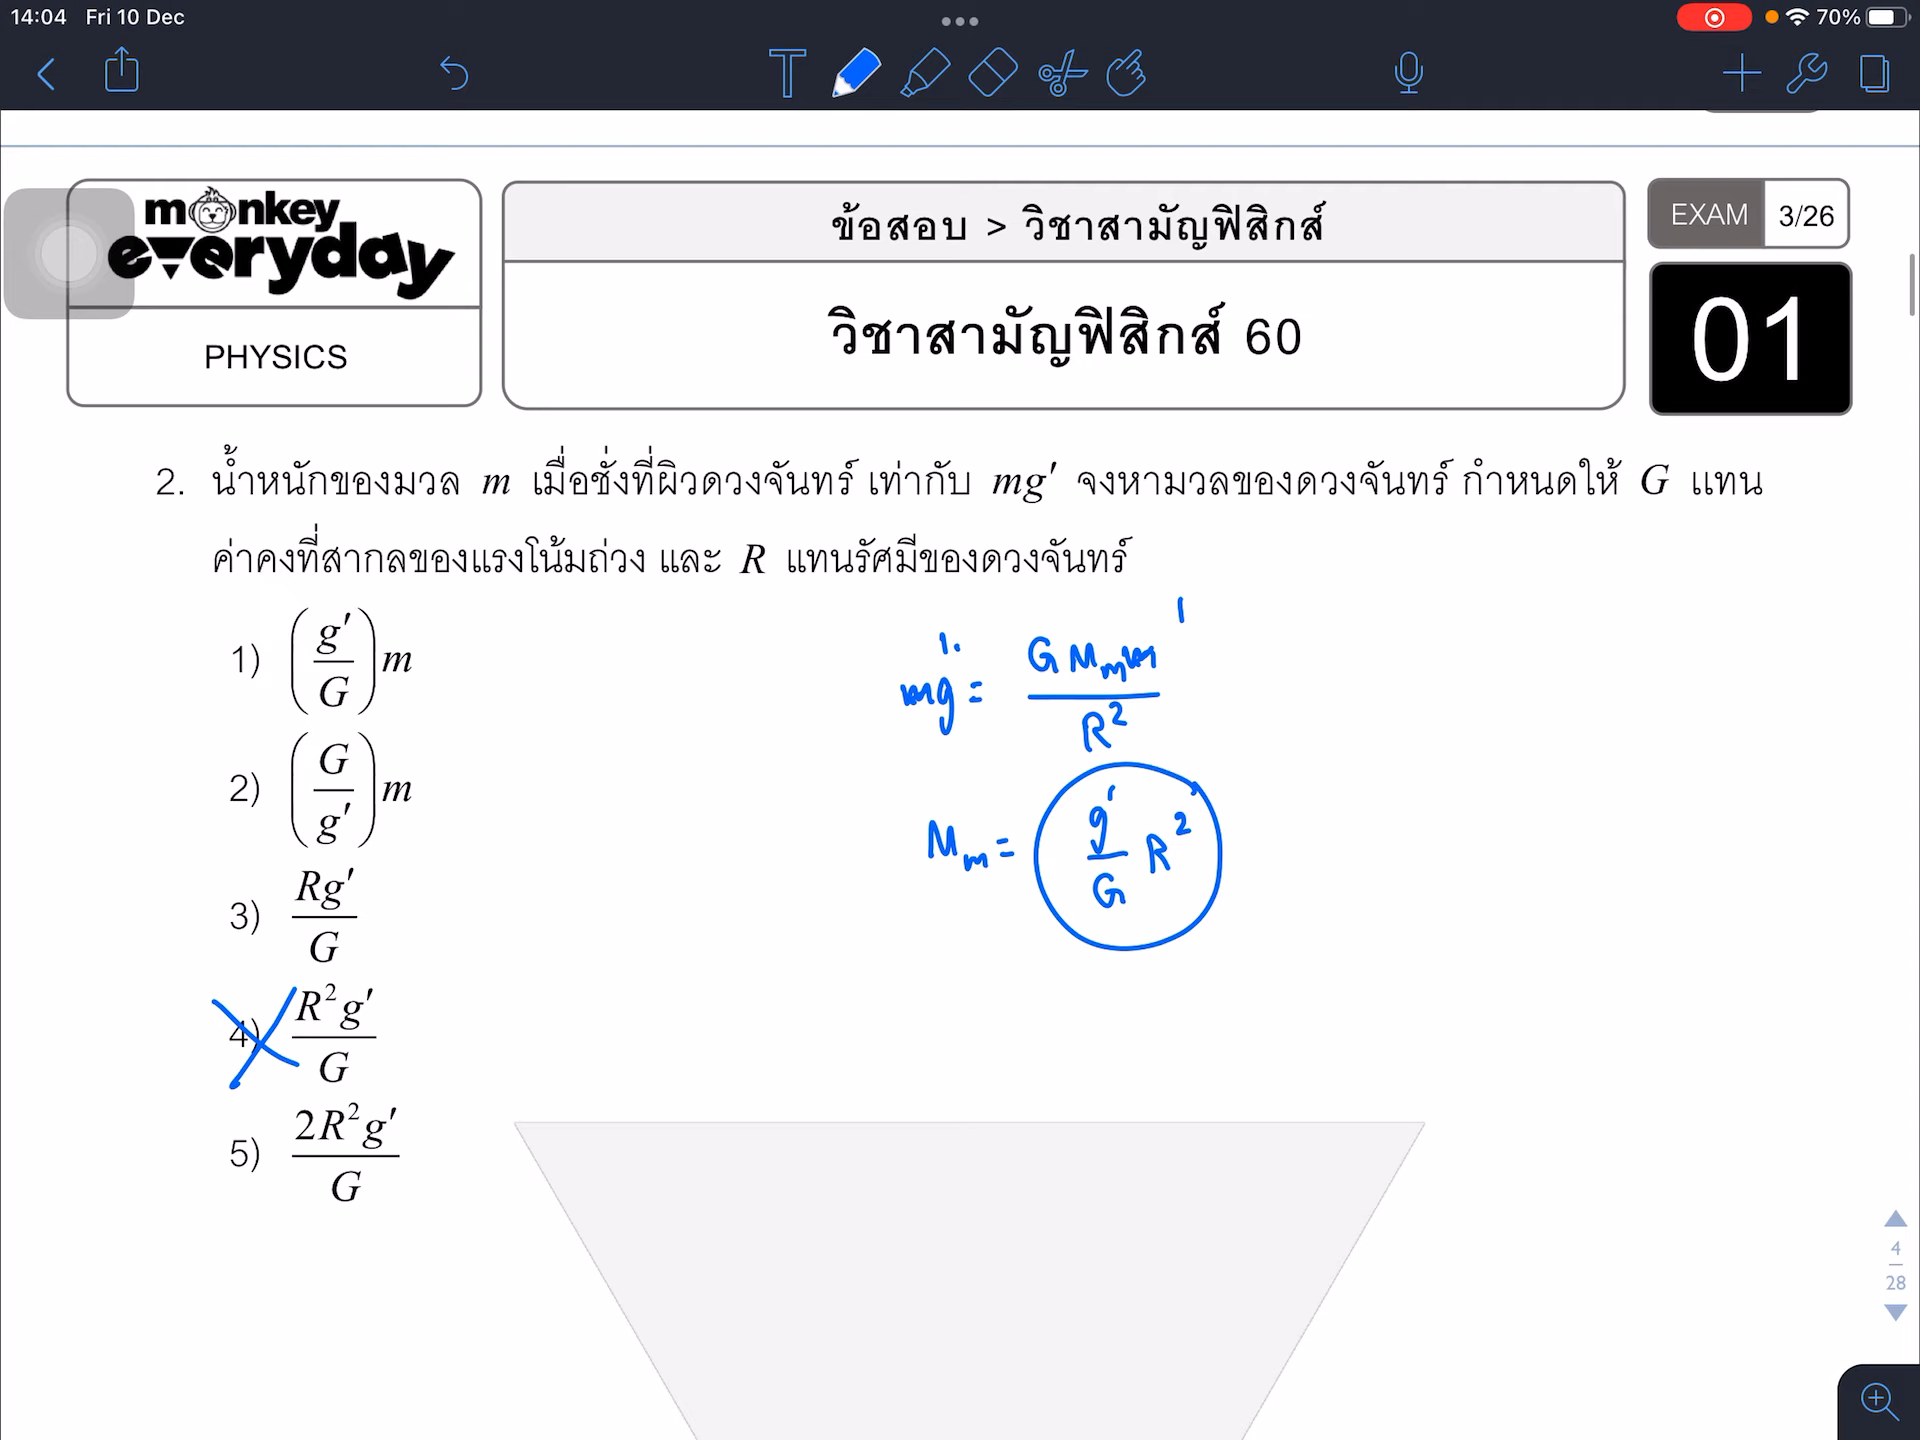 14:04 Fri 10 Dec
70%
monkey everyday
PHYSICS
ข้อสอบ > วิชาสามัญฟิสิกส์
วิชาสามัญฟิสิกส์ 60
EXAM 3/26
01
2. น้ำหนักของมวล m เมื่อชั่งที่ผิวดวงจันทร์ เท่ากับ mg′ จงหามวลของดวงจันทร์ กำหนดให้ G แทน
ค่าคงที่สากลของแรงโน้มถ่วง และ R แทนรัศมีของดวงจันทร์
1) (g′/G)m
2) (G/g′)m
3) Rg′/G
4) R²g′/G
5) 2R²g′/G
mg' = G Mₘ m / R²
Mₘ = g'/G R²
4
28